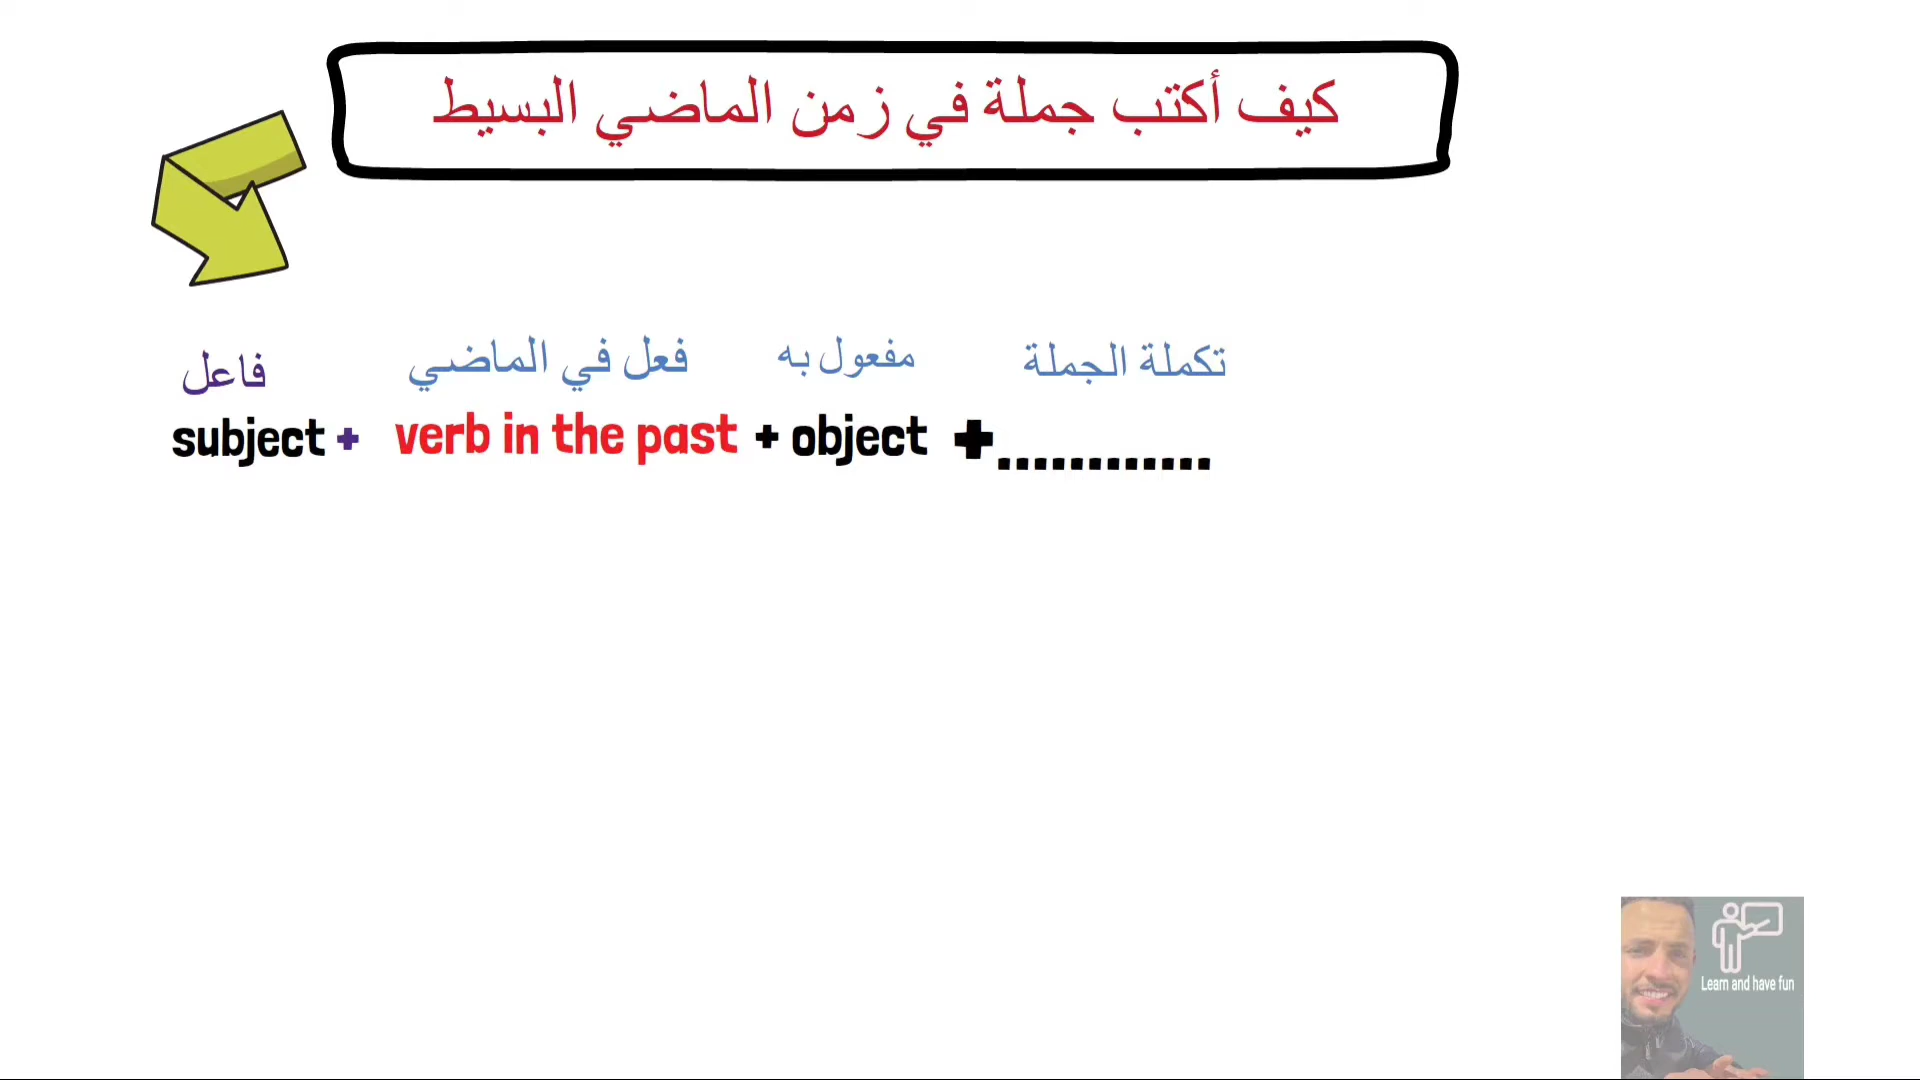 كيف أكتب جملة في زمن الماضي البسيط
فاعل فعل في الماضي مفعول به تكملة الجملة
subject + verb in the past + object +............
Learn and have fun